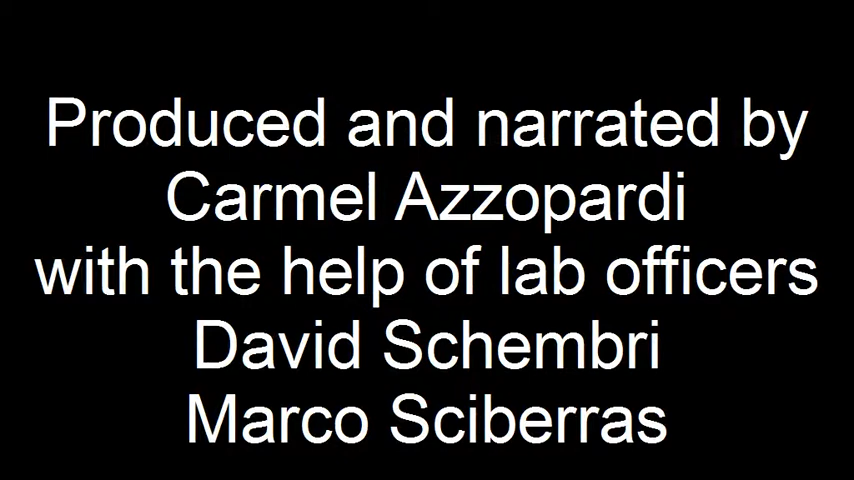 Produced and narrated by
Carmel Azzopardi
with the help of lab officers
David Schembri
Marco Sciberras